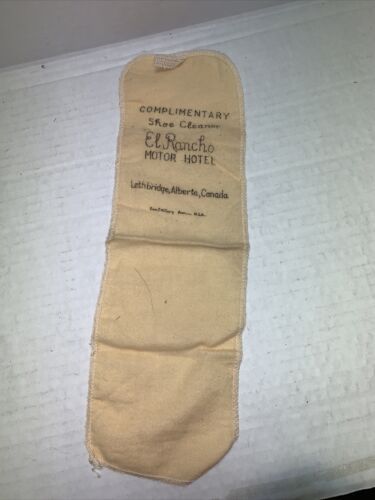 COMPLIMENTARY
Shoe Cleaner
El Rancho
MOTOR HOTEL
Lethbridge, Alberta, Canada
U.S.A.